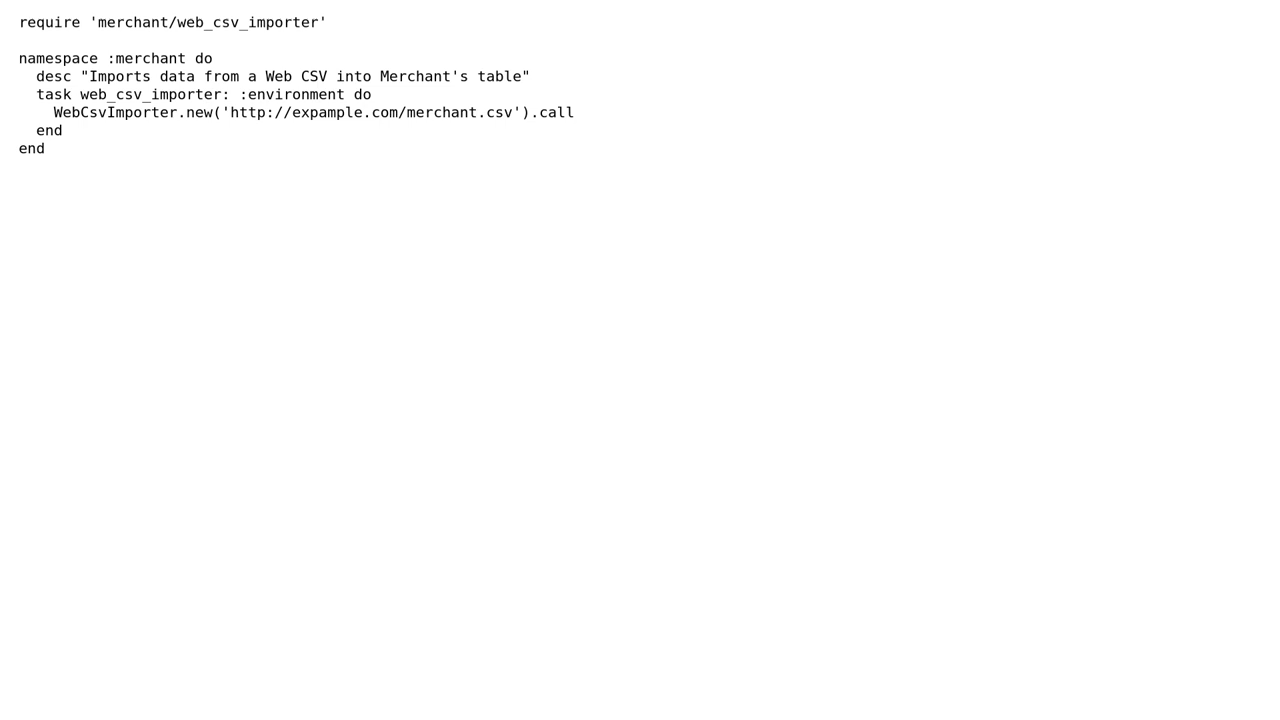 require 'merchant/web_csv_importer'

namespace :merchant do
  desc "Imports data from a Web CSV into Merchant's table"
  task web_csv_importer: :environment do
    WebCsvImporter.new('http://expample.com/merchant.csv').call
  end
end